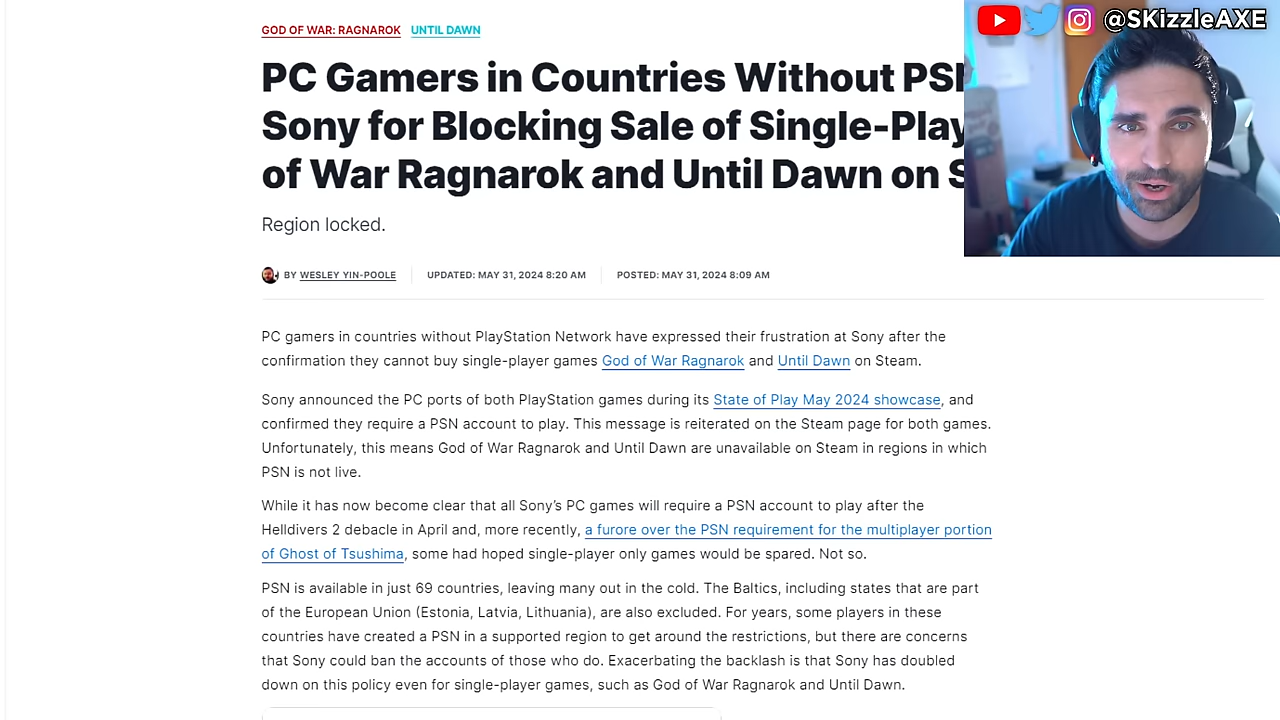 GOD OF WAR: RAGNAROK UNTIL DAWN
@SKizzleAXE
PC Gamers in Countries Without
Sony for Blocking Sale of
of War Ragnarok and Until Dawn on
Region locked.
BY WESLEY YIN-POOLE UPDATED: MAY 31, 2024 8:20 AM POSTED: MAY 31, 2024 8:09 AM
PC gamers in countries without PlayStation Network have expressed their frustration at Sony after the
confirmation they cannot buy single-player games God of War Ragnarok and Until Dawn on Steam.
Sony announced the PC ports of both PlayStation games during its State of Play May 2024 showcase, and
confirmed they require a PSN account to play. This message is reiterated on the Steam page for both games.
Unfortunately, this means God of War Ragnarok and Until Dawn are unavailable on Steam in regions in which
PSN is not live.
While it has now become clear that all Sony’s PC games will require a PSN account to play after the
Helldivers 2 debacle in April and, more recently, a furore over the PSN requirement for the multiplayer portion
of Ghost of Tsushima, some had hoped single-player only games would be spared. Not so.
PSN is available in just 69 countries, leaving many out in the cold. The Baltics, including states that are part
of the European Union (Estonia, Latvia, Lithuania), are also excluded. For years, some players in these
countries have created a PSN in a supported region to get around the restrictions, but there are concerns
that Sony could ban the accounts of those who do. Exacerbating the backlash is that Sony has doubled
down on this policy even for single-player games, such as God of War Ragnarok and Until Dawn.